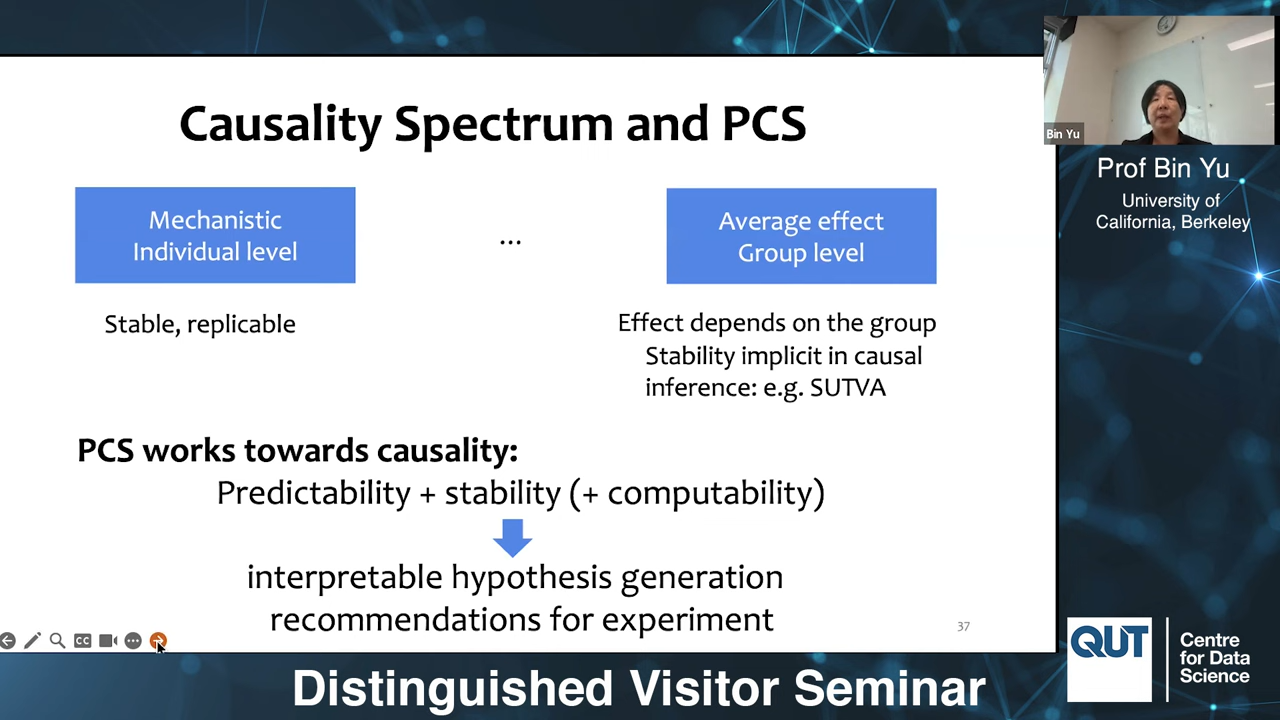 Causality Spectrum and PCS
Mechanistic
Individual level
...
Average effect
Group level
Stable, replicable
Effect depends on the group
Stability implicit in causal
inference: e.g. SUTVA
PCS works towards causality:
Predictability + stability (+ computability)
interpretable hypothesis generation
recommendations for experiment
37
CC
Bin Yu
Prof Bin Yu
University of
California, Berkeley
QUT
Centre
for Data
Science
Distinguished Visitor Seminar